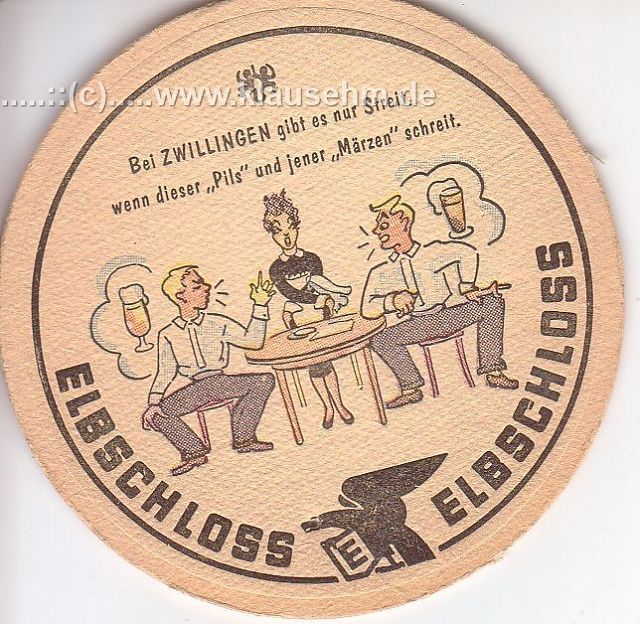 .....::(c).....www.klausehm.de
Bei ZWILLINGEN gibt es nur Streit,
wenn dieser „Pils" und jener „Märzen" schreit.
ELBSCHLOSS
E
ELBSCHLOSS